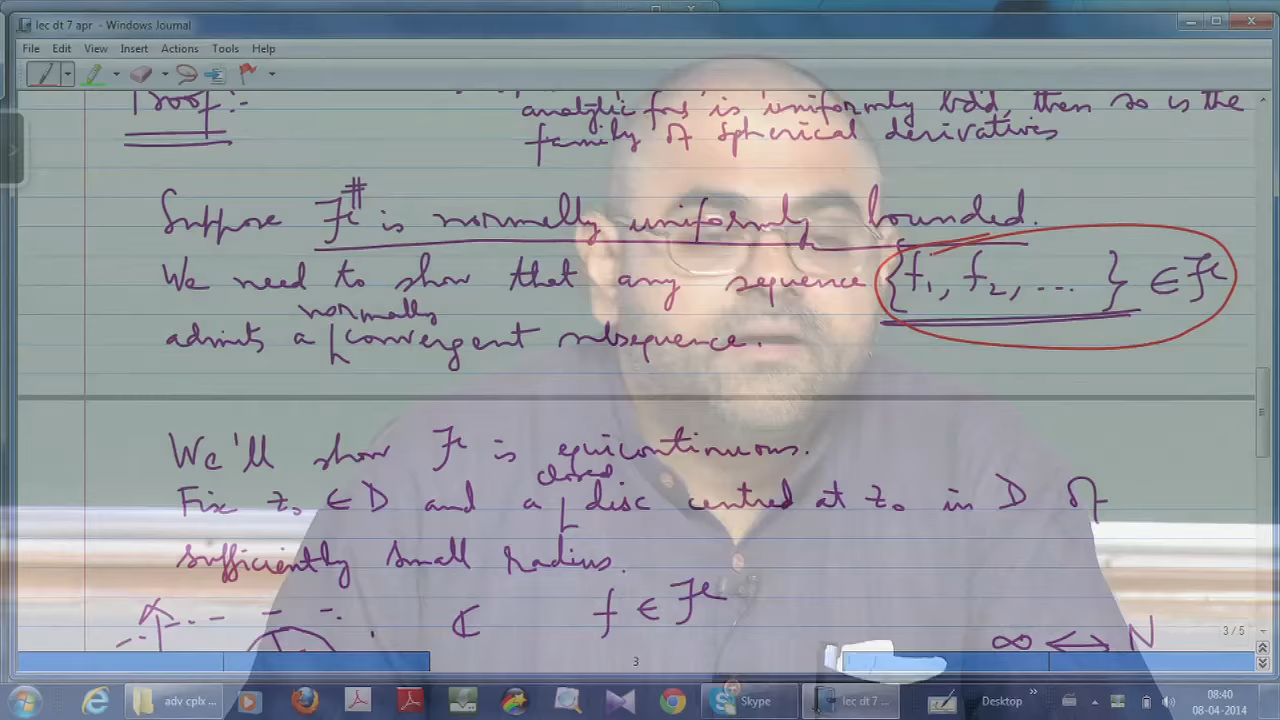 lec dt 7 apr - Windows Journal
File Edit View Insert Actions Tools Help
Proof:-
analytic fns is uniformly bdd, then so is the
family of spherical derivatives
Suppose ℱ# is normally uniformly bounded.
We need to show that any sequence {f₁, f₂, ... } ∈ ℱ
normally
admits a convergent subsequence.
We'll show ℱ is equicontinuous.
closed
Fix z₀ ∈ D and a disc centred at z₀ in D of
sufficiently small radius.
ℂ f ∈ ℱ
∞ ↔ N
3 / 5
3
adv cplx ...
Skype
lec dt 7 ...
Desktop
08:40
08-04-2014